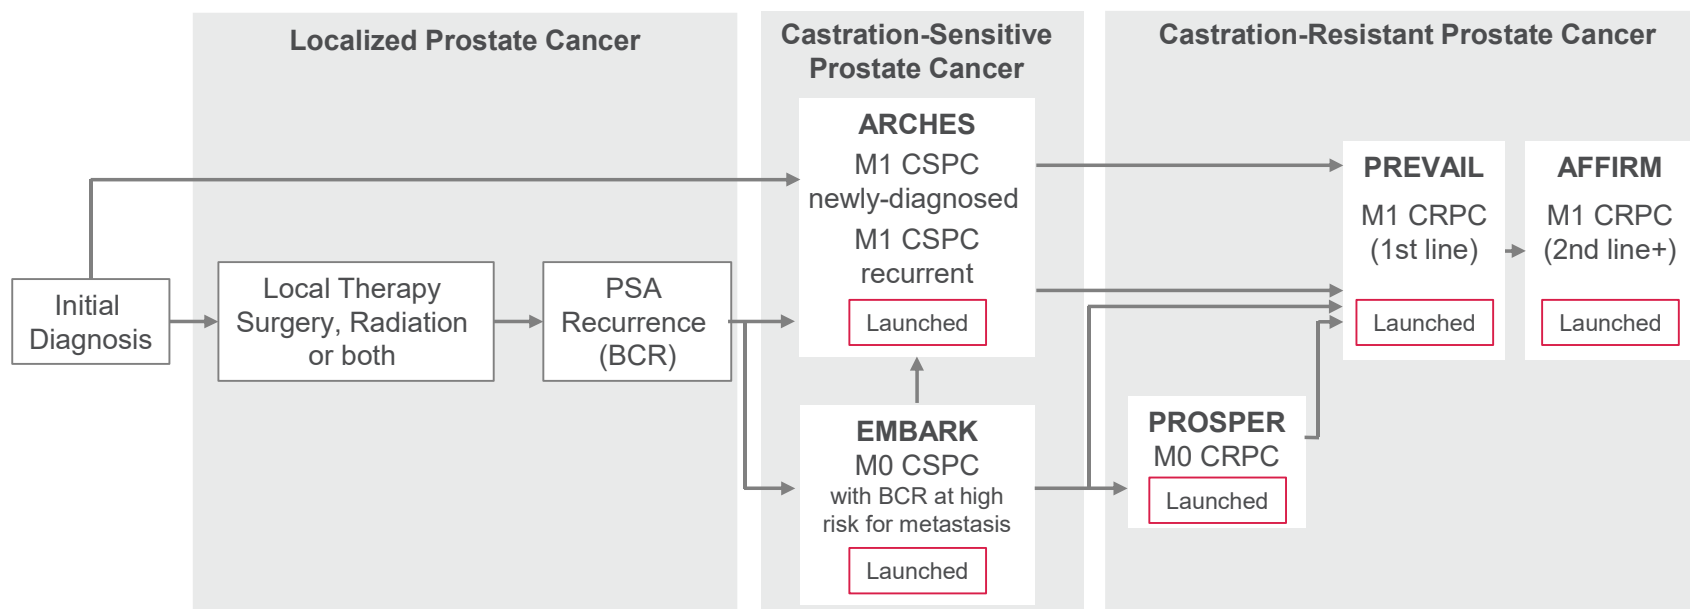 Localized Prostate Cancer
Castration-Sensitive
Prostate Cancer
Castration-Resistant Prostate Cancer
Initial
Diagnosis
Local Therapy
Surgery, Radiation
or both
PSA
Recurrence
(BCR)
ARCHES
M1 CSPC
newly-diagnosed
M1 CSPC
recurrent
Launched
EMBARK
M0 CSPC
with BCR at high
risk for metastasis
Launched
PROSPER
M0 CRPC
Launched
PREVAIL
M1 CRPC
(1st line)
Launched
AFFIRM
M1 CRPC
(2nd line+)
Launched